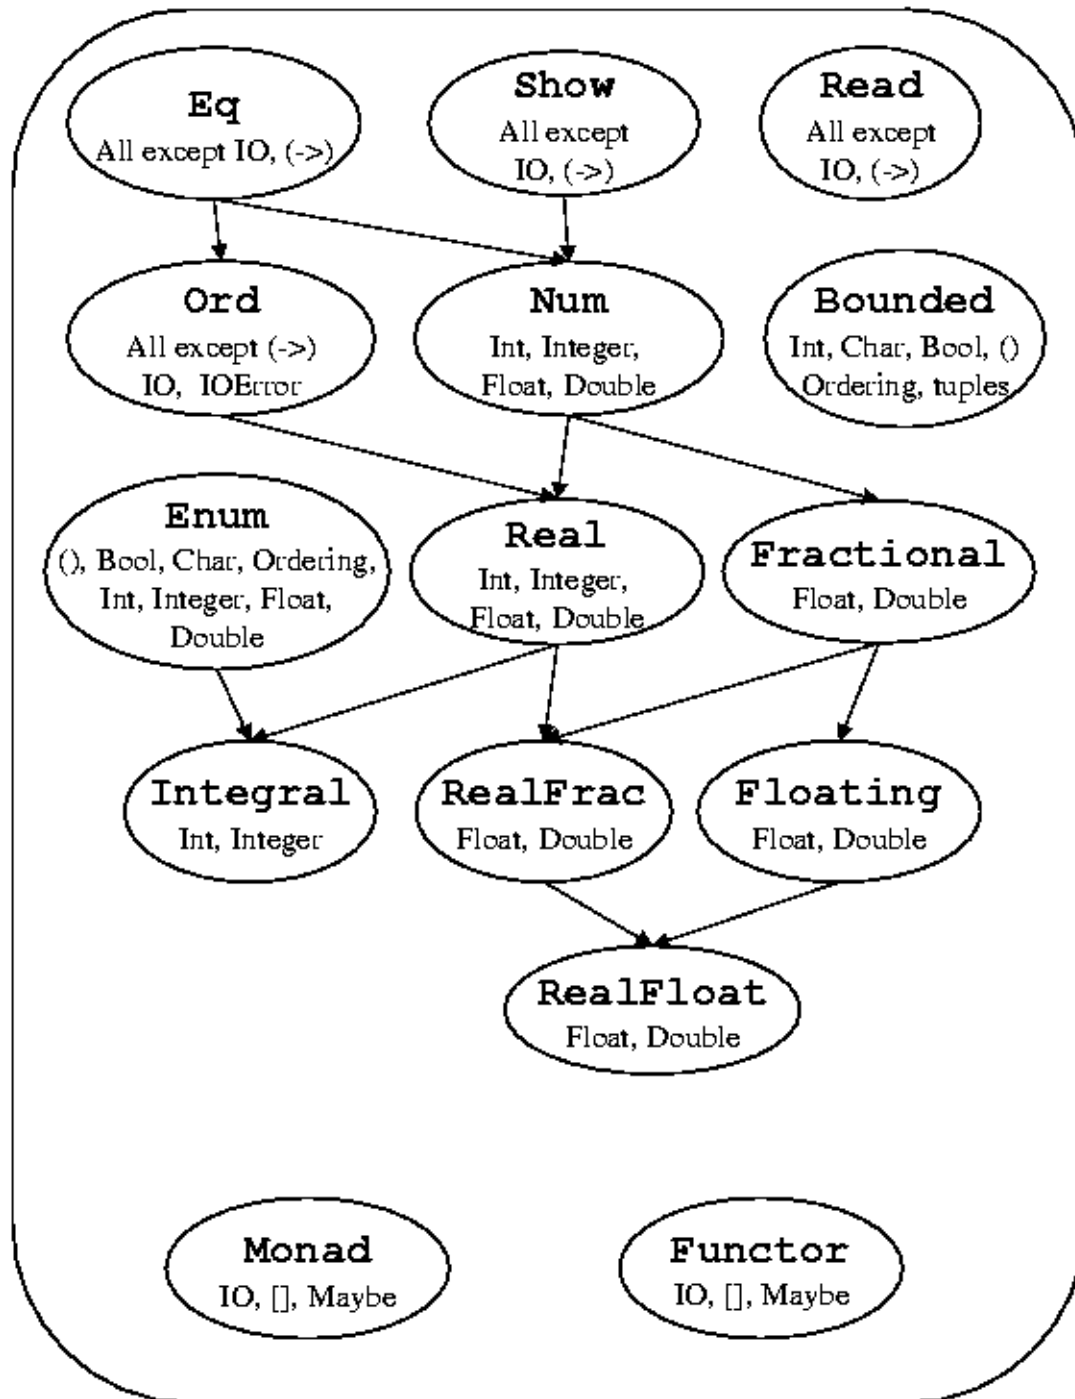 Eq
All except IO, (->)
Show
All except
IO, (->)
Read
All except
IO, (->)
Ord
All except (->)
IO, IOError
Num
Int, Integer,
Float, Double
Bounded
Int, Char, Bool, ()
Ordering, tuples
Enum
(), Bool, Char, Ordering,
Int, Integer, Float,
Double
Real
Int, Integer,
Float, Double
Fractional
Float, Double
Integral
Int, Integer
RealFrac
Float, Double
Floating
Float, Double
RealFloat
Float, Double
Monad
IO, [], Maybe
Functor
IO, [], Maybe